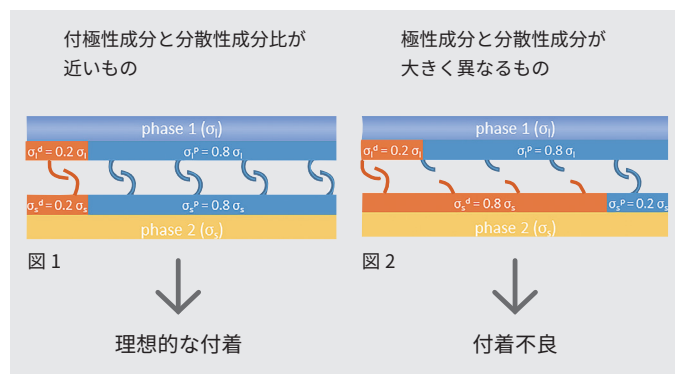 付極性成分と分散性成分比が
近いもの
phase 1 (σₗ)
σₗᵈ = 0.2 σₗ
σₗᵖ = 0.8 σₗ
σₛᵈ = 0.2 σₛ
σₛᵖ = 0.8 σₛ
phase 2 (σₛ)
図 1
理想的な付着
極性成分と分散性成分が
大きく異なるもの
phase 1 (σₗ)
σₗᵈ = 0.2 σₗ
σₗᵖ = 0.8 σₗ
σₛᵈ = 0.8 σₛ
σₛᵖ = 0.2 σₛ
phase 2 (σₛ)
図 2
付着不良